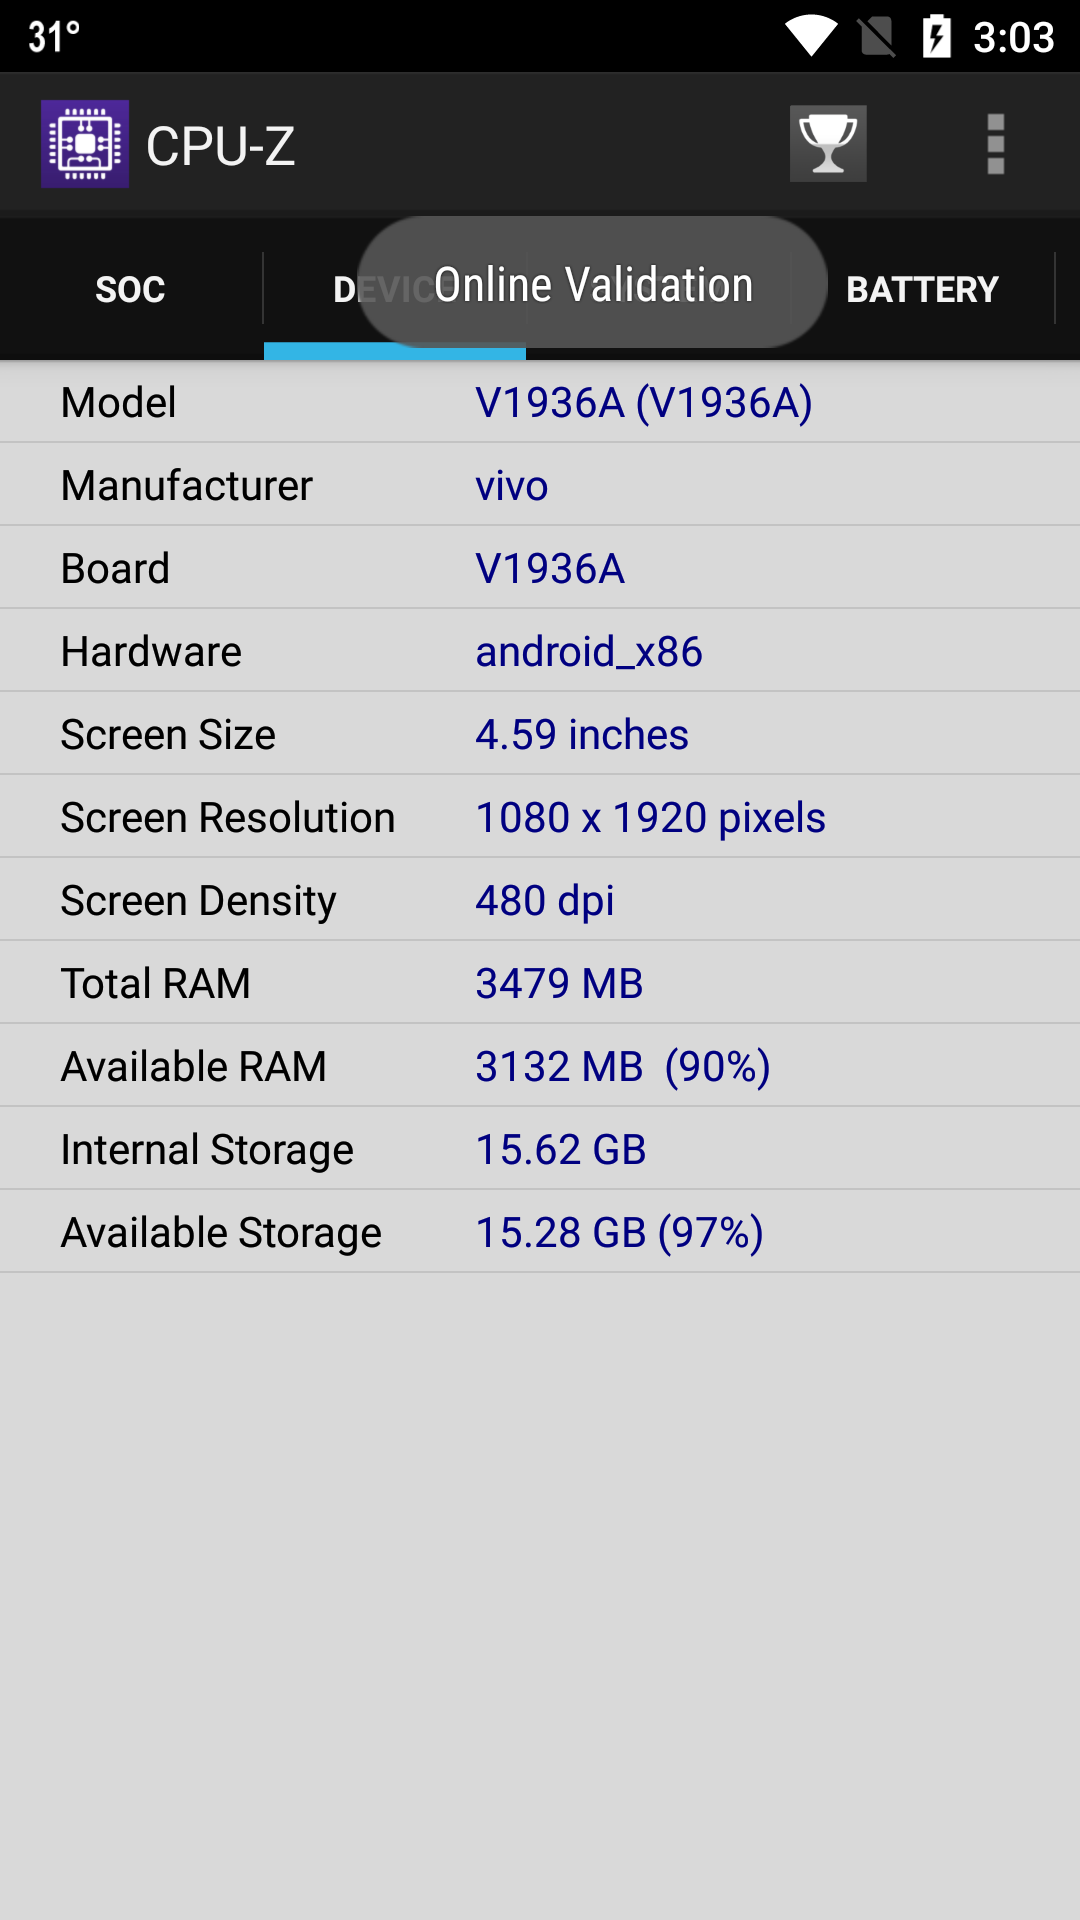 31°
3:03
CPU-Z
SOC
DEVICE
Online Validation
BATTERY
Model V1936A (V1936A)
Manufacturer vivo
Board V1936A
Hardware android_x86
Screen Size 4.59 inches
Screen Resolution 1080 x 1920 pixels
Screen Density 480 dpi
Total RAM 3479 MB
Available RAM 3132 MB (90%)
Internal Storage 15.62 GB
Available Storage 15.28 GB (97%)